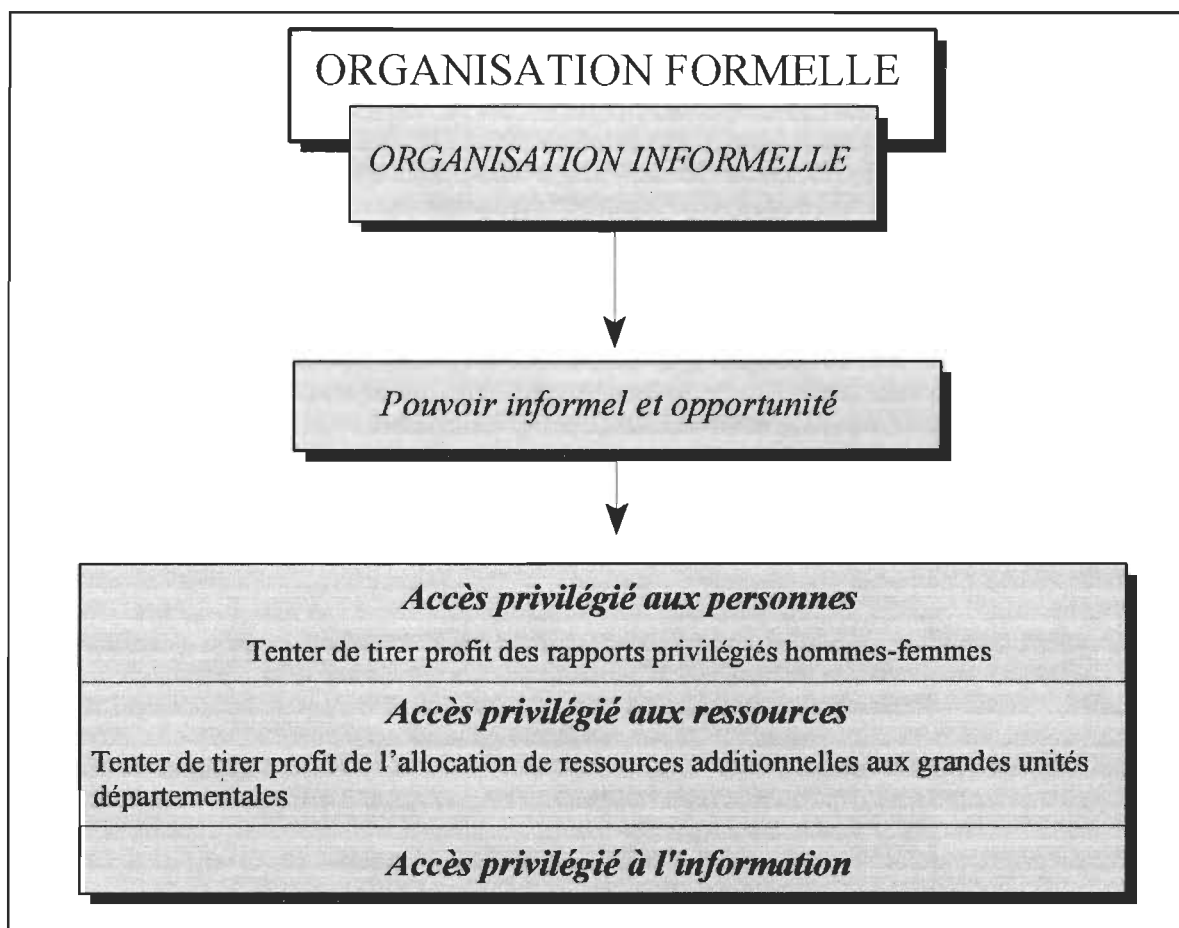 ORGANISATION FORMELLE
ORGANISATION INFORMELLE
Pouvoir informel et opportunité
Accès privilégié aux personnes
Tenter de tirer profit des rapports privilégiés hommes-femmes
Accès privilégié aux ressources
Tenter de tirer profit de l'allocation de ressources additionnelles aux grandes unités
départementales
Accès privilégié à l'information